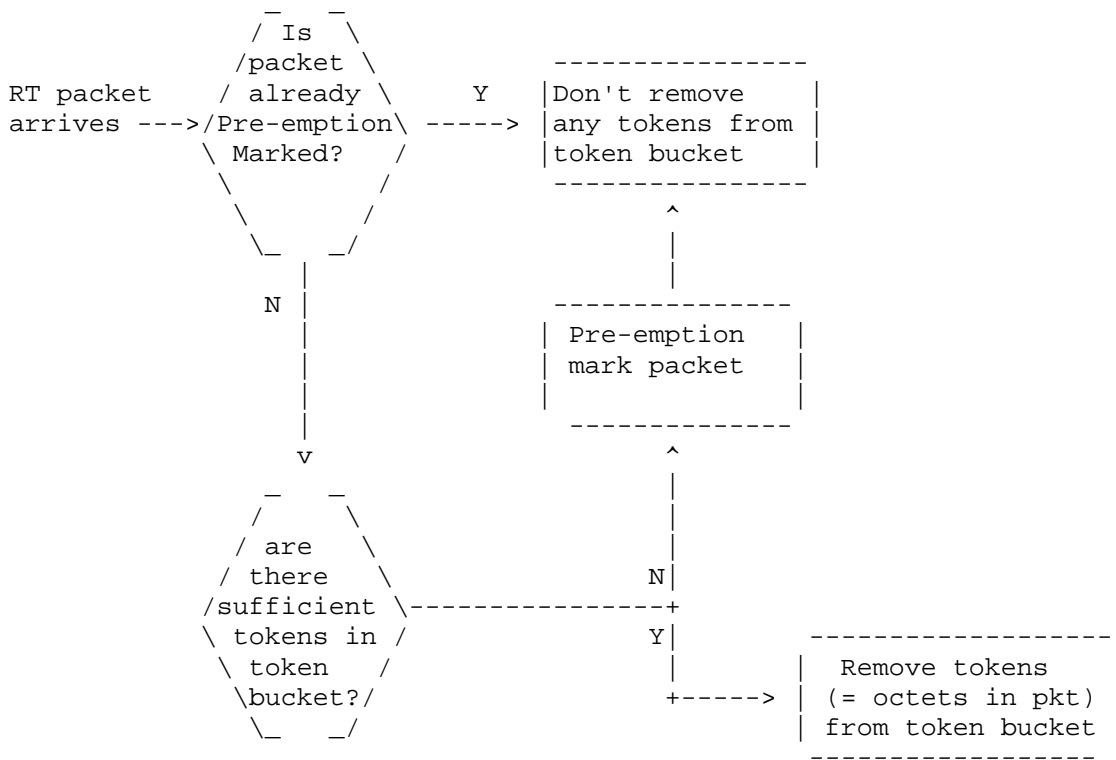 Is
packet
RT packet already Y Don't remove
arrives --->/Pre-emption\ -----> any tokens from
Marked? token bucket
N
Pre-emption
mark packet
v
are
there N
sufficient
tokens in Y
token Remove tokens
bucket? +-----> (= octets in pkt)
from token bucket